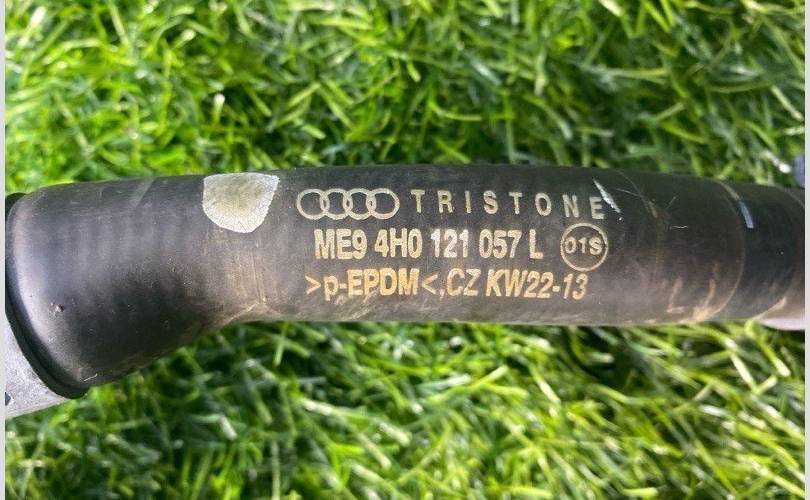 TRISTONE
ME9 4H0 121 057 L 01S
>p-EPDM<,CZ KW22-13